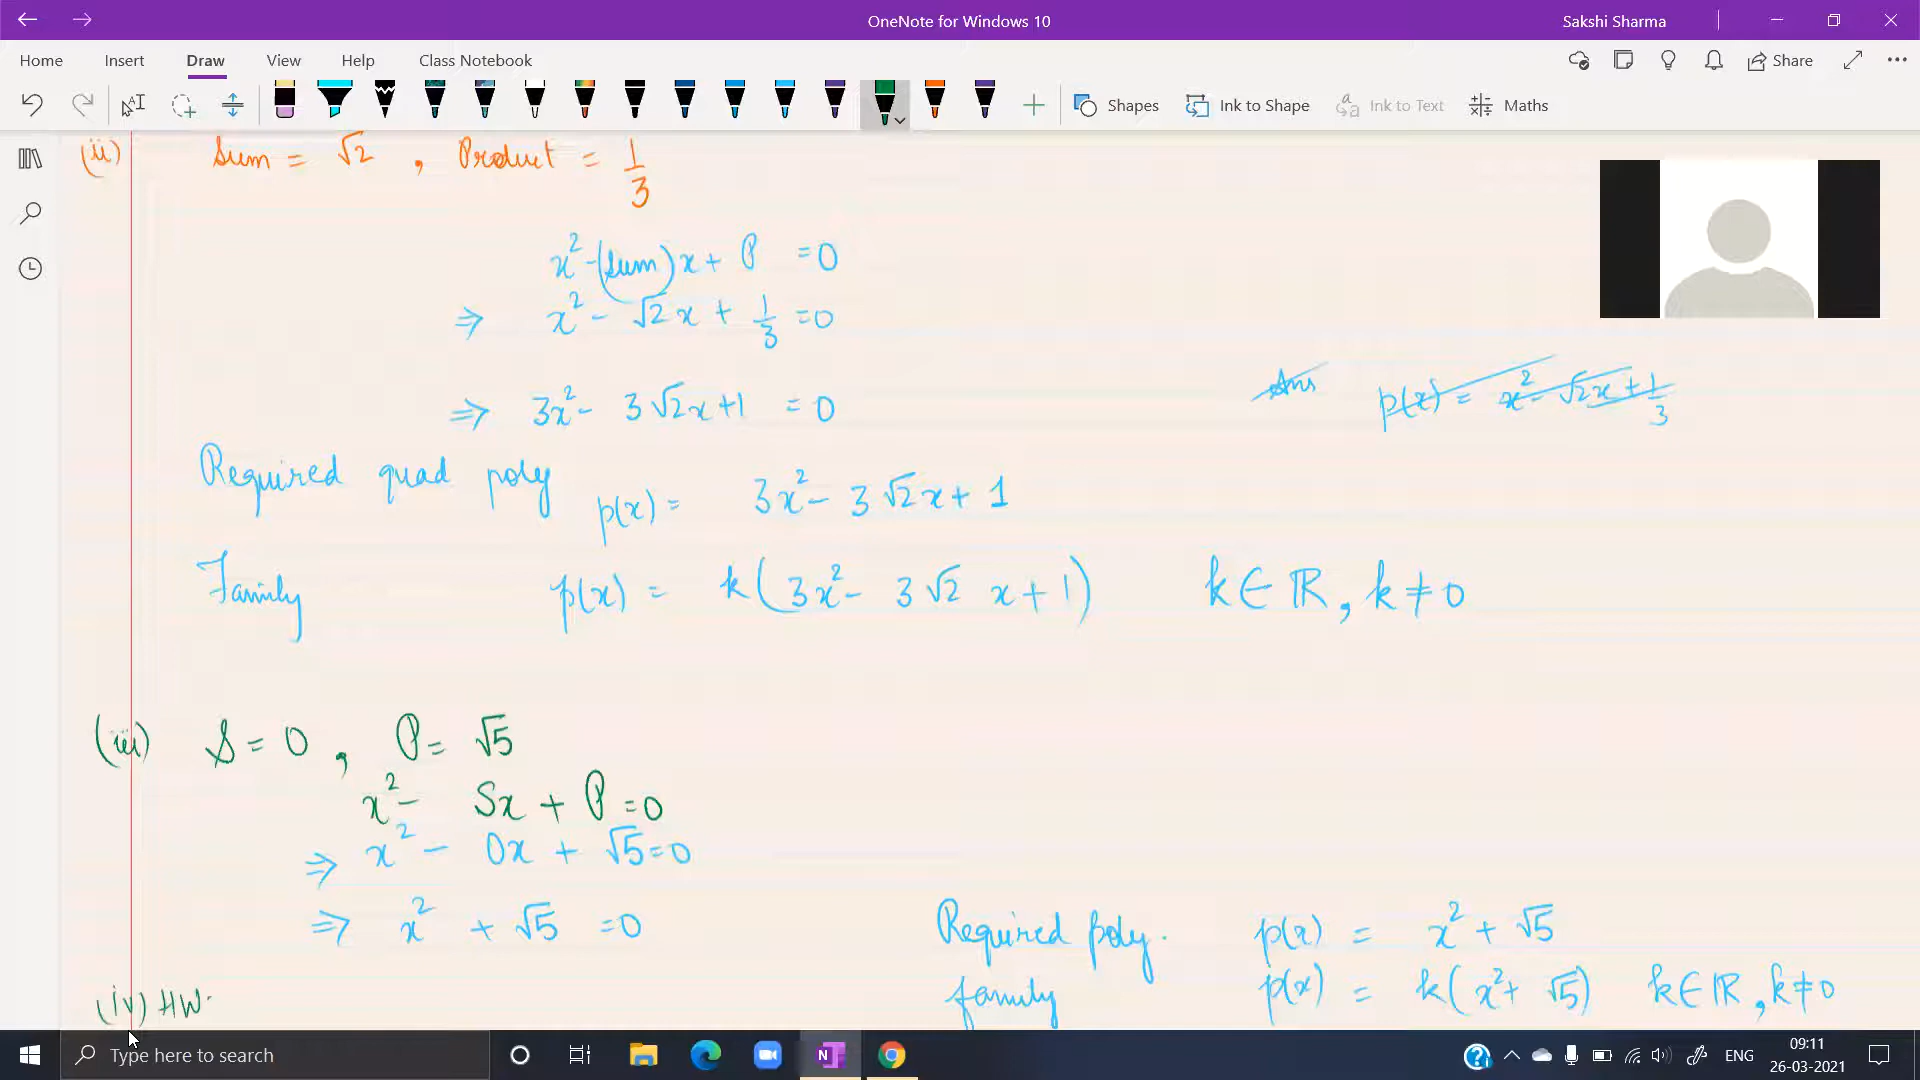 OneNote for Windows 10
Sakshi Sharma
Home Insert Draw View Help Class Notebook
Share
Shapes Ink to Shape Ink to Text Maths
(ii) Sum = √2 , Product = 1/3
x² - (Sum)x + P = 0
⇒ x² - √2x + 1/3 = 0
Ans p(x) = x² - √2x + 1/3
⇒ 3x² - 3√2x+1 = 0
Required quad poly p(x) = 3x² - 3√2x + 1
Family p(x) = k(3x² - 3√2 x+1) k ∈ ℝ, k ≠ 0
(iii) S = 0 , P = √5
x² - Sx + P = 0
⇒ x² - 0x + √5 = 0
⇒ x² + √5 = 0
Required poly. p(x) = x² + √5
family p(x) = k(x² + √5) k ∈ ℝ, k ≠ 0
(iv) HW.
Type here to search
ENG
09:11
26-03-2021